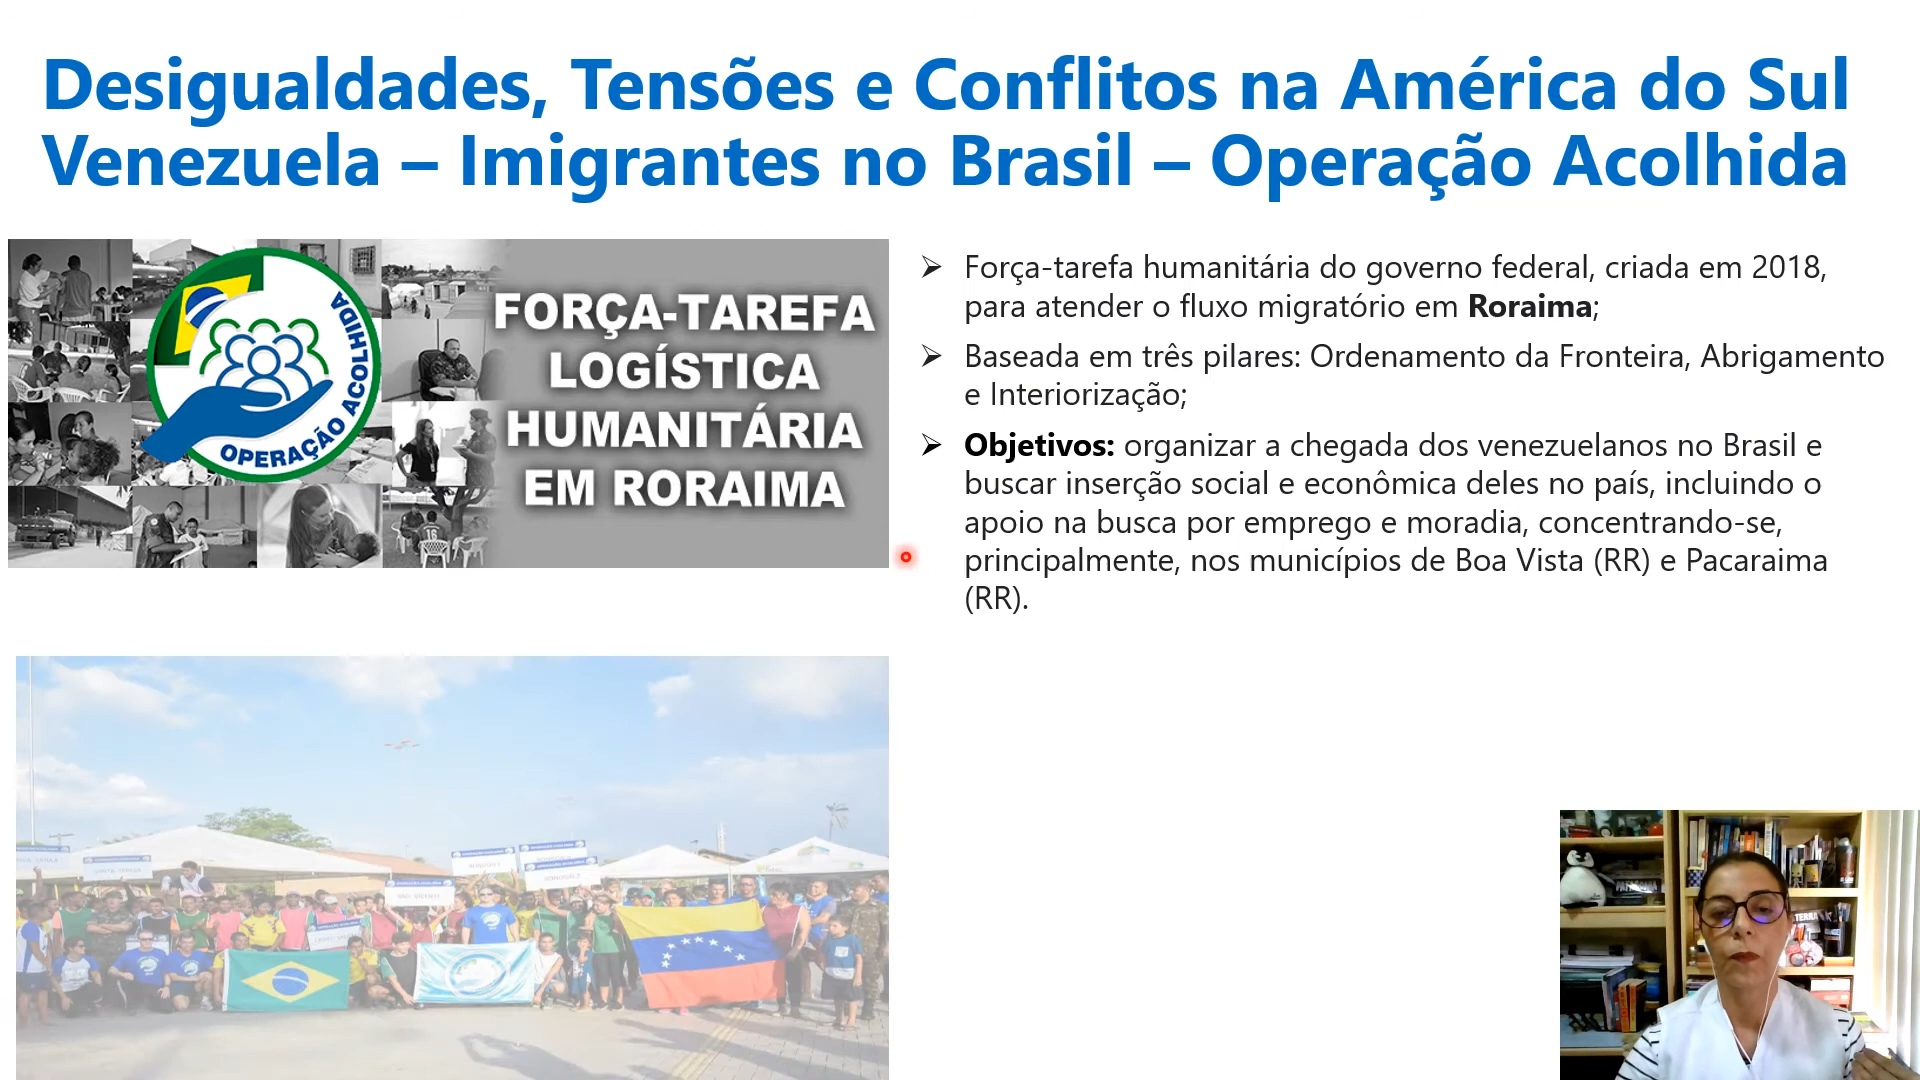 Desigualdades, Tensões e Conflitos na América do Sul
Venezuela – Imigrantes no Brasil – Operação Acolhida
OPERAÇÃO ACOLHIDA
FORÇA-TAREFA
LOGÍSTICA
HUMANITÁRIA
EM RORAIMA
➢ Força-tarefa humanitária do governo federal, criada em 2018,
para atender o fluxo migratório em Roraima;
➢ Baseada em três pilares: Ordenamento da Fronteira, Abrigamento
e Interiorização;
➢ Objetivos: organizar a chegada dos venezuelanos no Brasil e
buscar inserção social e econômica deles no país, incluindo o
apoio na busca por emprego e moradia, concentrando-se,
principalmente, nos municípios de Boa Vista (RR) e Pacaraima
(RR).